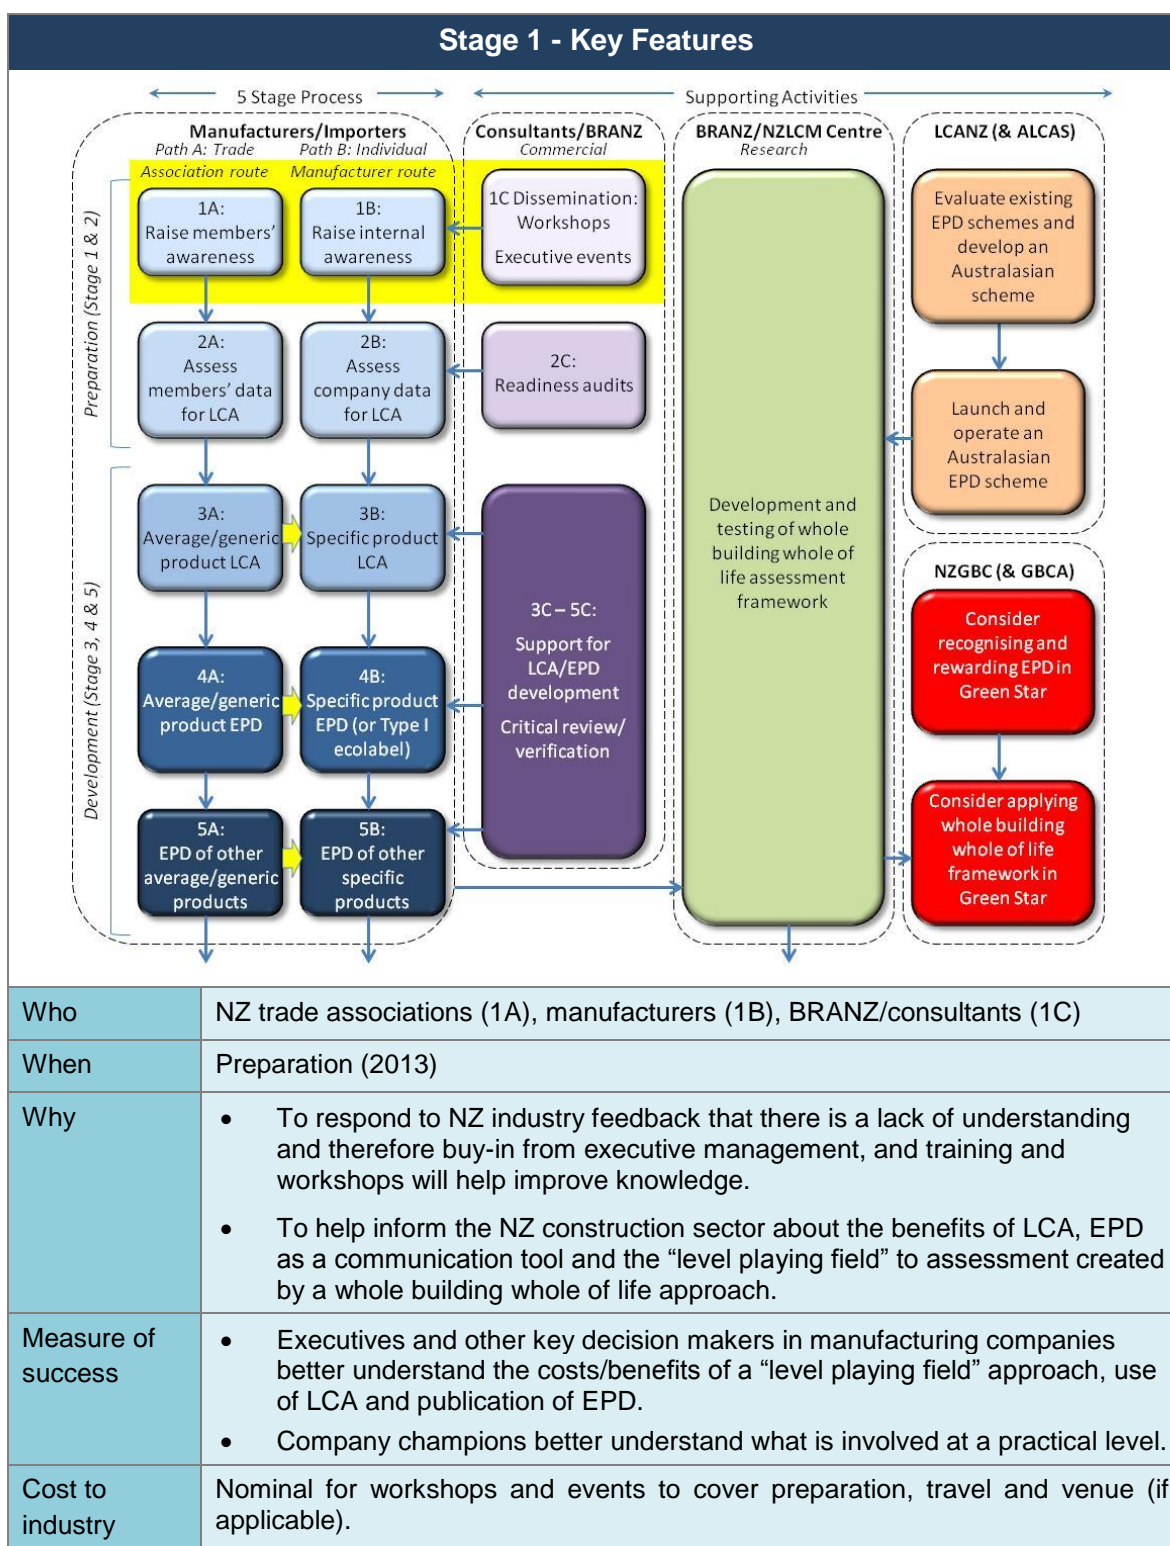 Stage 1 - Key Features
5 Stage Process
Supporting Activities
Manufacturers/Importers
Path A: Trade
Association route
Path B: Individual
Manufacturer route
Consultants/BRANZ
Commercial
BRANZ/NZLCM Centre
Research
LCANZ (& ALCAS)
Preparation (Stage 1 & 2)
1A:
Raise members’
awareness
1B:
Raise internal
awareness
1C Dissemination:
Workshops
Executive events
Evaluate existing
EPD schemes and
develop an
Australasian
scheme
2A:
Assess
members’ data
for LCA
2B:
Assess
company data
for LCA
2C:
Readiness audits
Launch and
operate an
Australasian
EPD scheme
Development (Stage 3, 4 & 5)
3A:
Average/generic
product LCA
3B:
Specific product
LCA
3C – 5C:
Support for
LCA/EPD
development
Critical review/
verification
Development and
testing of whole
building whole of
life assessment
framework
NZGBC (& GBCA)
Consider
recognising and
rewarding EPD in
Green Star
4A:
Average/generic
product EPD
4B:
Specific product
EPD (or Type I
ecolabel)
5A:
EPD of other
average/generic
products
5B:
EPD of other
specific
products
Consider applying
whole building
whole of life
framework in
Green Star
Who
NZ trade associations (1A), manufacturers (1B), BRANZ/consultants (1C)
When
Preparation (2013)
Why
• To respond to NZ industry feedback that there is a lack of understanding
and therefore buy-in from executive management, and training and
workshops will help improve knowledge.
• To help inform the NZ construction sector about the benefits of LCA, EPD
as a communication tool and the “level playing field” to assessment created
by a whole building whole of life approach.
Measure of
success
• Executives and other key decision makers in manufacturing companies
better understand the costs/benefits of a “level playing field” approach, use
of LCA and publication of EPD.
• Company champions better understand what is involved at a practical level.
Cost to
industry
Nominal for workshops and events to cover preparation, travel and venue (if
applicable).